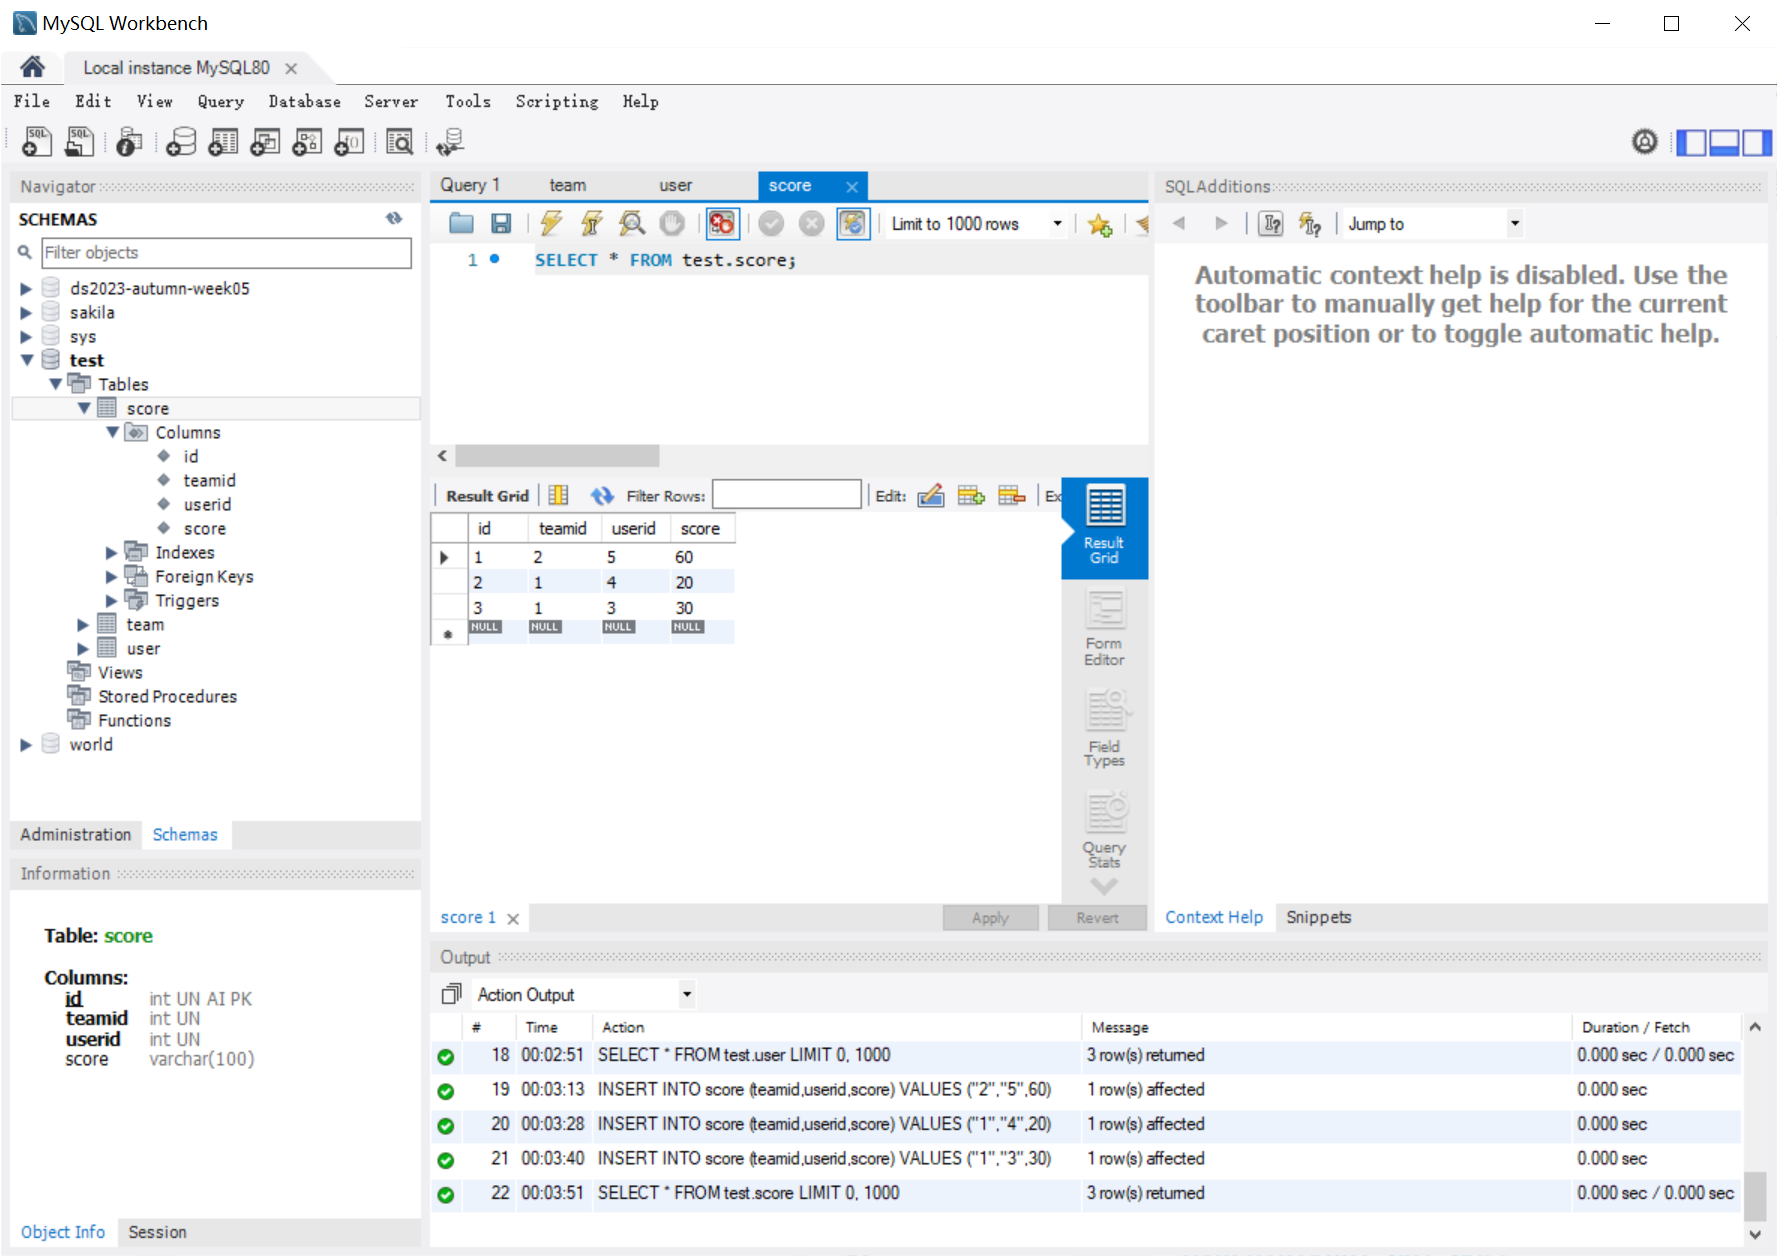 MySQL Workbench
Local instance MySQL80
File Edit View Query Database Server Tools Scripting Help
Navigator
SCHEMAS
Filter objects
ds2023-autumn-week05
sakila
sys
test
Tables
score
Columns
id
teamid
userid
score
Indexes
Foreign Keys
Triggers
team
user
Views
Stored Procedures
Functions
world
Administration Schemas
Information
Table: score
Columns:
id int UN AI PK
teamid int UN
userid int UN
score varchar(100)
Object Info Session
Query 1 team user score
Limit to 1000 rows
1 SELECT * FROM test.score;
Result Grid Filter Rows: Edit: Ex
id teamid userid score
1 2 5 60
2 1 4 20
3 1 3 30
NULL NULL NULL NULL
Result
Grid
Form
Editor
Field
Types
Query
Stats
score 1 Apply Revert
SQLAdditions
Jump to
Automatic context help is disabled. Use the
toolbar to manually get help for the current
caret position or to toggle automatic help.
Context Help Snippets
Output
Action Output
# Time Action Message Duration / Fetch
18 00:02:51 SELECT * FROM test.user LIMIT 0, 1000 3 row(s) returned 0.000 sec / 0.000 sec
19 00:03:13 INSERT INTO score (teamid,userid,score) VALUES ("2","5",60) 1 row(s) affected 0.000 sec
20 00:03:28 INSERT INTO score (teamid,userid,score) VALUES ("1","4",20) 1 row(s) affected 0.000 sec
21 00:03:40 INSERT INTO score (teamid,userid,score) VALUES ("1","3",30) 1 row(s) affected 0.000 sec
22 00:03:51 SELECT * FROM test.score LIMIT 0, 1000 3 row(s) returned 0.000 sec / 0.000 sec